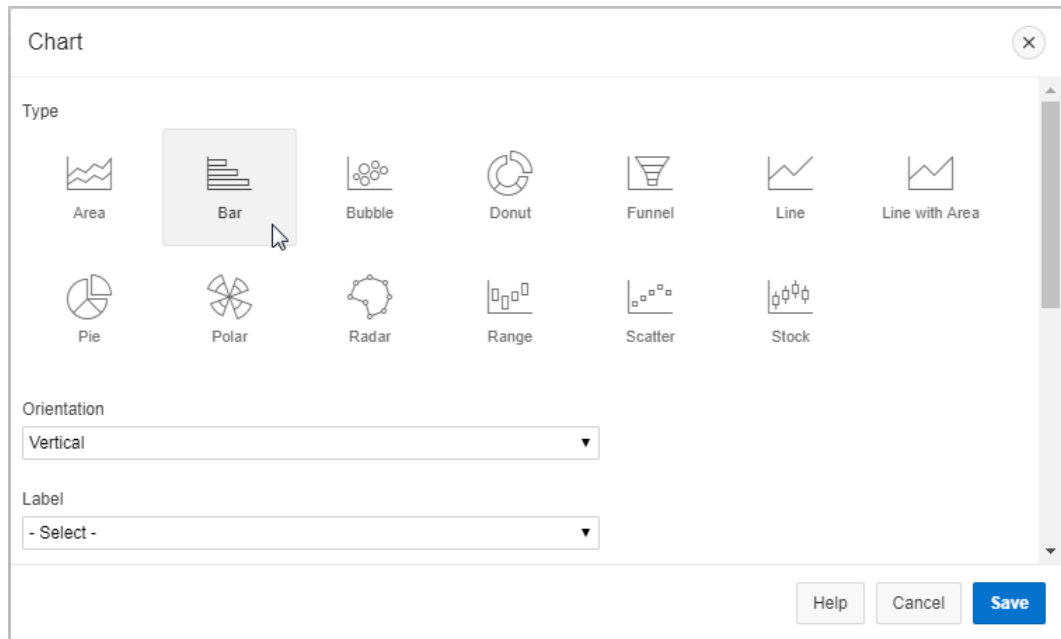 Chart
Type
Area Bar Bubble Donut Funnel Line Line with Area
Pie Polar Radar Range Scatter Stock
Orientation
Vertical
Label
- Select -
Help Cancel Save